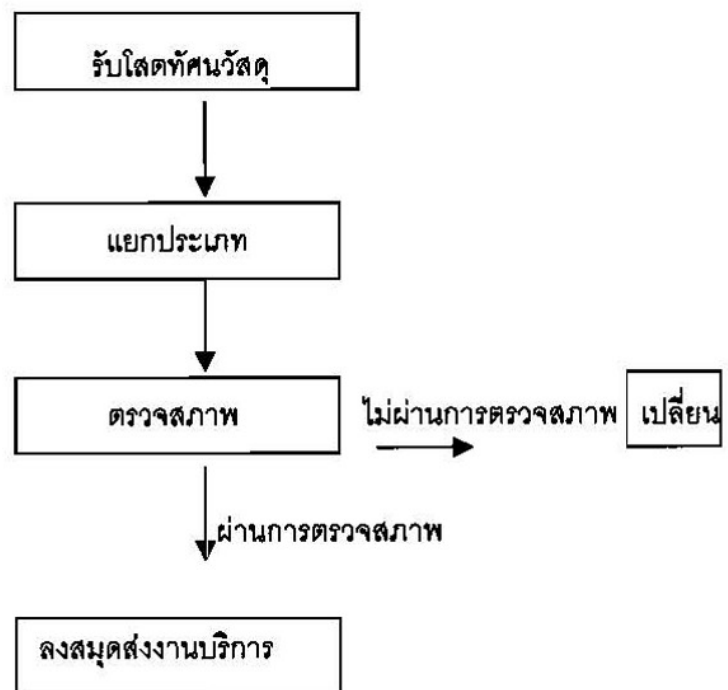 รับโสตทัศนวัสดุ
แยกประเภท
ตรวจสภาพ
ไม่ผ่านการตรวจสภาพ
เปลี่ยน
ผ่านการตรวจสภาพ
ลงสมุดส่งงานบริการ